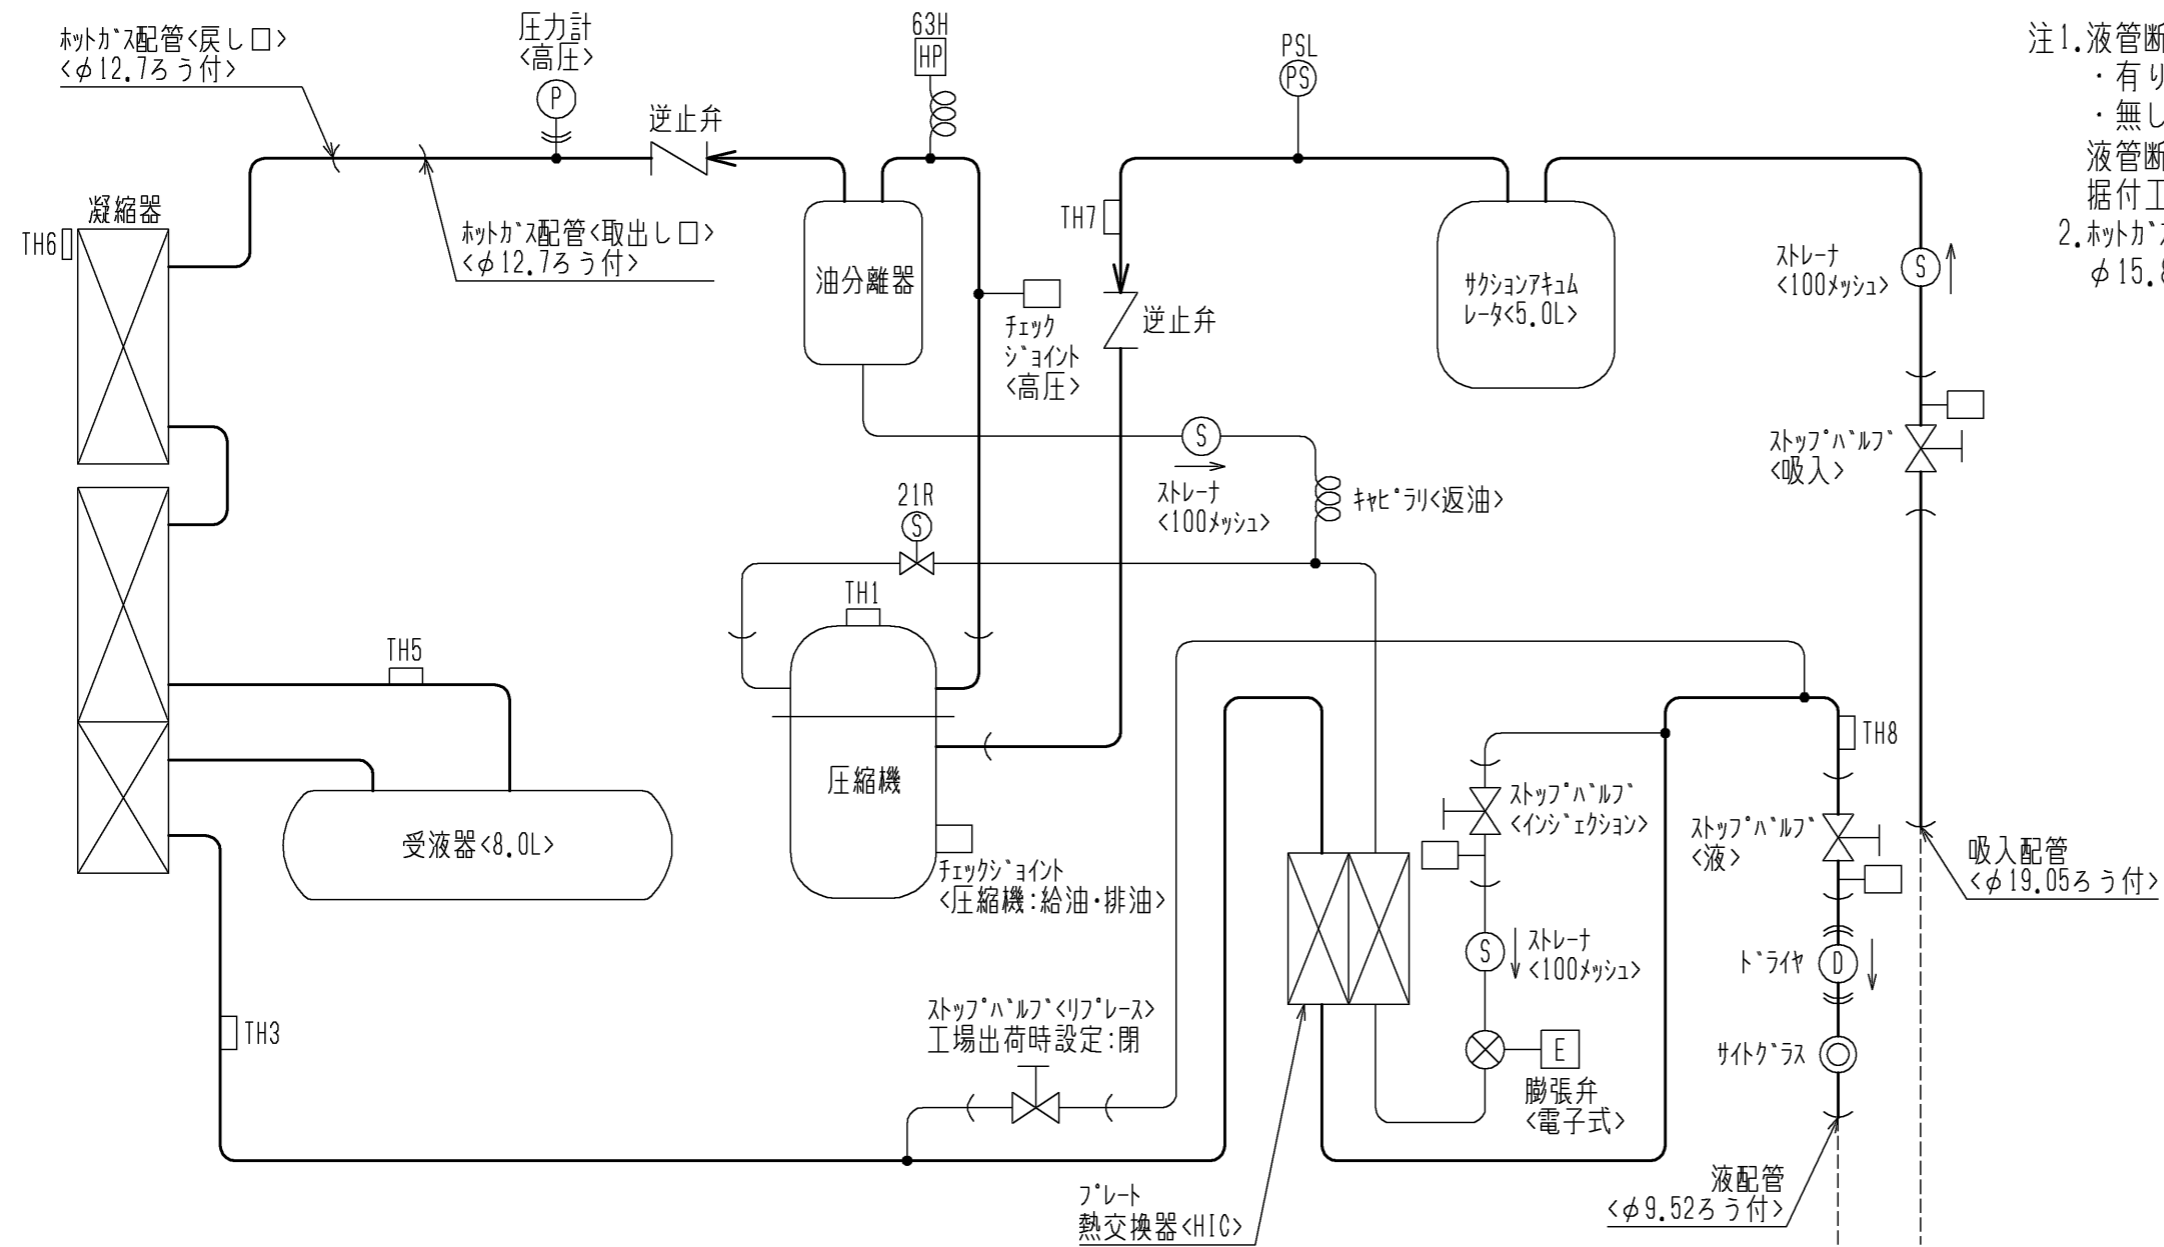 ﾎｯﾄｶﾞｽ配管<戻し口>
<φ12.7ろう付>
圧力計
<高圧>
P
逆止弁
63H
HP
PSL
PS
注1.液管断
・有り
・無し
液管断
据付工
2.ﾎｯﾄｶﾞｽ
φ15.8
凝縮器
TH6
ﾎｯﾄｶﾞｽ配管<取出し口>
<φ12.7ろう付>
油分離器
ﾁｪｯｸ
ｼﾞｮｲﾝﾄ
<高圧>
TH7
逆止弁
ｻｸｼｮﾝｱｷｭﾑ
ﾚｰﾀ<5.0L>
ｽﾄﾚｰﾅ
<100ﾒｯｼｭ>
S
ｽﾄｯﾌﾟﾊﾞﾙﾌﾞ
<吸入>
S
ｽﾄﾚｰﾅ
<100ﾒｯｼｭ>
ｷｬﾋﾟﾗﾘ<返油>
21R
S
TH1
TH5
圧縮機
受液器<8.0L>
ﾁｪｯｸｼﾞｮｲﾝﾄ
<圧縮機:給油・排油>
TH8
ｽﾄｯﾌﾟﾊﾞﾙﾌﾞ
<ｲﾝｼﾞｪｸｼｮﾝ>
ｽﾄｯﾌﾟﾊﾞﾙﾌﾞ
<液>
吸入配管
<φ19.05ろう付>
S
ｽﾄﾚｰﾅ
<100ﾒｯｼｭ>
ﾄﾞﾗｲﾔ
D
TH3
ｽﾄｯﾌﾟﾊﾞﾙﾌﾞ<ﾘﾌﾟﾚｰｽ>
工場出荷時設定:閉
E
膨張弁
<電子式>
ｻｲﾄｸﾞﾗｽ
ﾌﾟﾚｰﾄ
熱交換器<HIC>
液配管
<φ9.52ろう付>